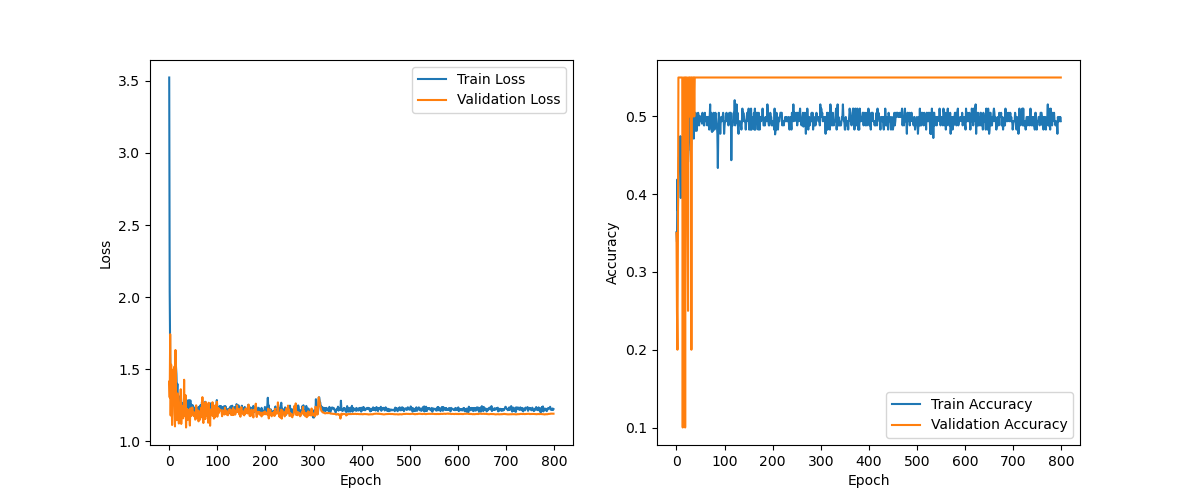 3.5
3.0
2.5
2.0
1.5
1.0
Loss
0 100 200 300 400 500 600 700 800
Epoch
Train Loss
Validation Loss
0.5
0.4
0.3
0.2
0.1
Accuracy
0 100 200 300 400 500 600 700 800
Epoch
Train Accuracy
Validation Accuracy